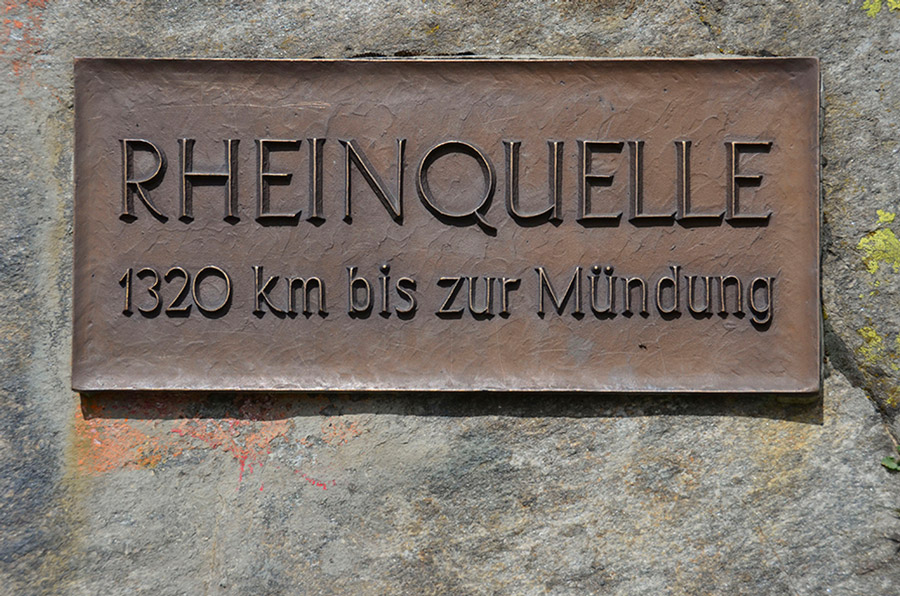 RHEINQUELLE
1320 km bis zur Mündung